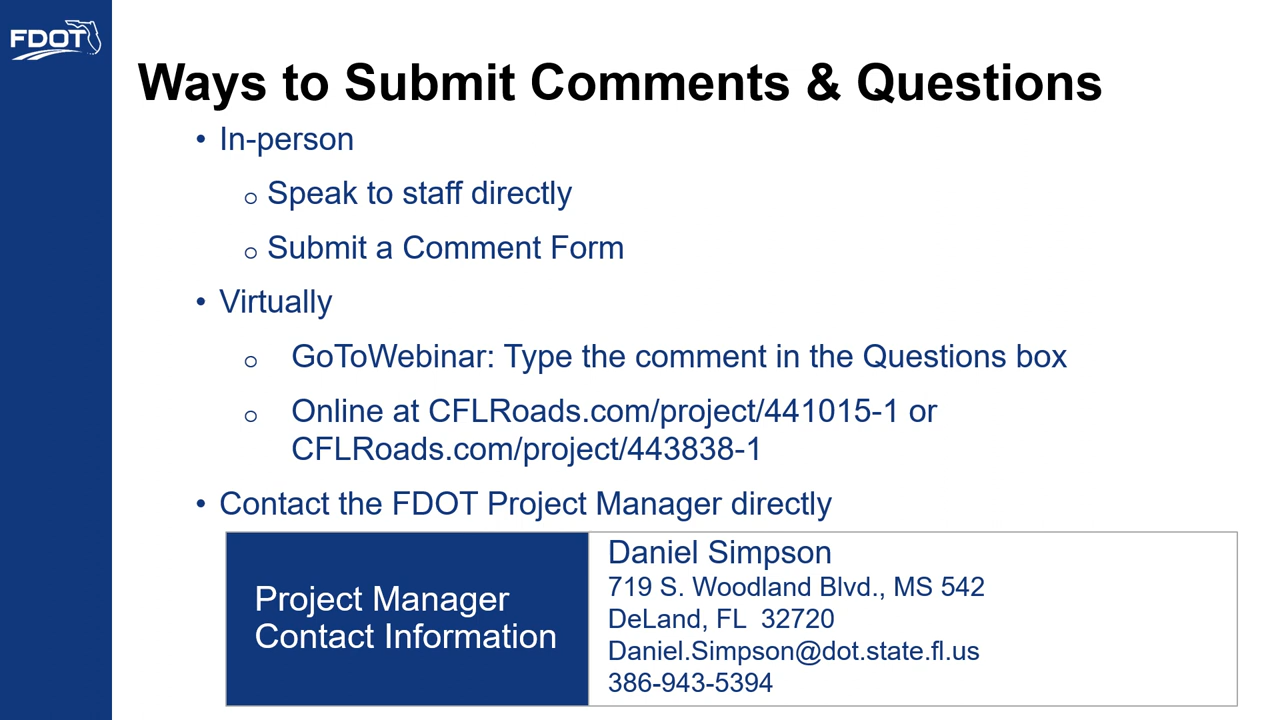 FDOT
Ways to Submit Comments & Questions
• In-person
o Speak to staff directly
o Submit a Comment Form
• Virtually
o GoToWebinar: Type the comment in the Questions box
o Online at CFLRoads.com/project/441015-1 or
CFLRoads.com/project/443838-1
• Contact the FDOT Project Manager directly
Project Manager
Contact Information
Daniel Simpson
719 S. Woodland Blvd., MS 542
DeLand, FL  32720
Daniel.Simpson@dot.state.fl.us
386-943-5394